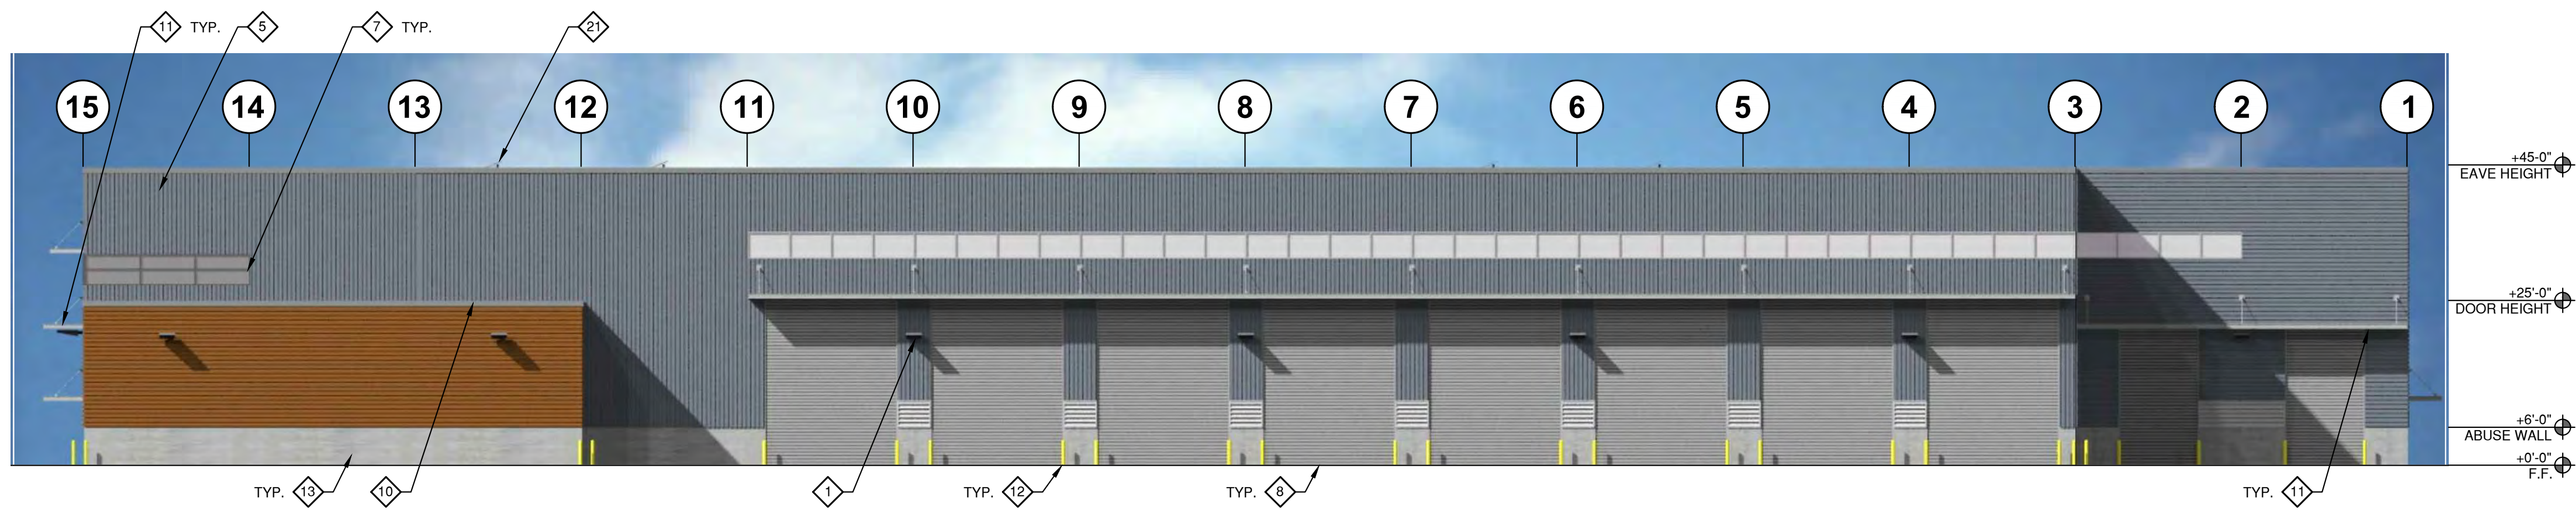 11 TYP. 5 7 TYP. 21
15 14 13 12 11 10 9 8 7 6 5 4 3 2 1
+45-0"
EAVE HEIGHT
+25'-0"
DOOR HEIGHT
+6'-0"
ABUSE WALL
+0'-0"
F.F.
TYP. 13 10 1 TYP. 12 TYP. 8 TYP. 11